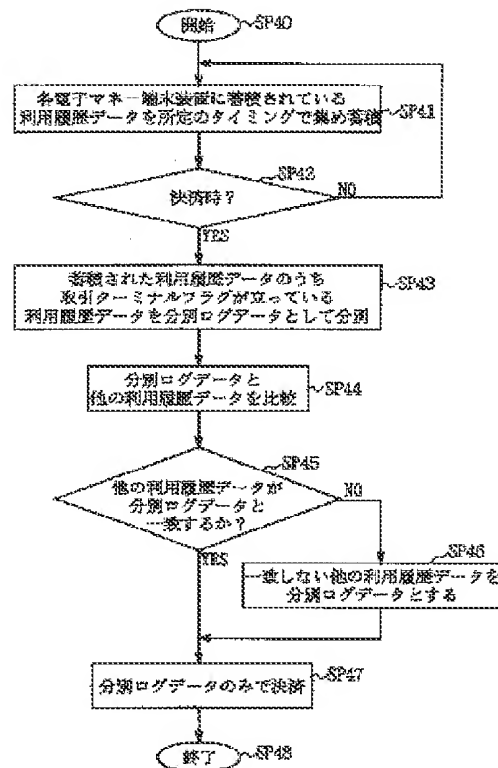 開始 SP40
各電子マネー端末装置に蓄積されている
利用履歴データを所定のタイミングで集め蓄積
SP41
SP42
決済時？
NO
YES
蓄積された利用履歴データのうち
取引ターミナルフラグが立っている
利用履歴データを分別ログデータとして分別
SP43
分別ログデータと
他の利用履歴データを比較
SP44
SP45
他の利用履歴データが
分別ログデータと
一致するか？
NO
YES
SP46
一致しない他の利用履歴データを
分別ログデータとする
分別ログデータのみで決済
SP47
終了 SP48